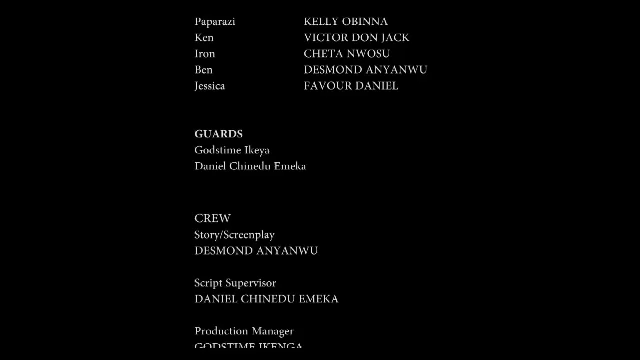 Paparazi KELLY OBINNA
Ken VICTOR DON JACK
Iron CHETA NWOSU
Ben DESMOND ANYANWU
Jessica FAVOUR DANIEL
GUARDS
Godstime Ikeya
Daniel Chinedu Emeka
CREW
Story/Screenplay
DESMOND ANYANWU
Script Supervisor
DANIEL CHINEDU EMEKA
Production Manager
GODSTIME IKENGA